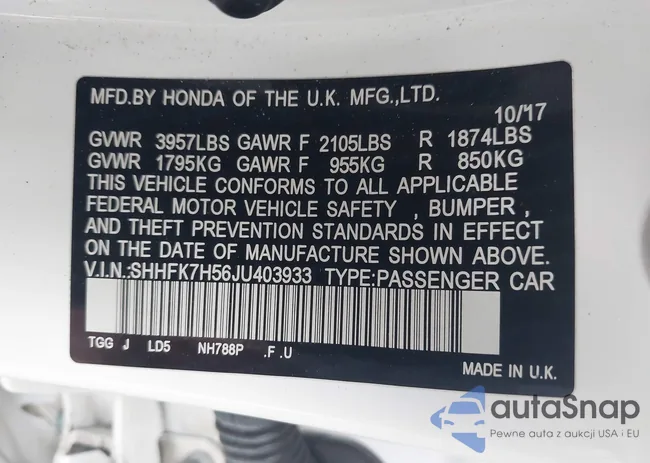 MFD.BY HONDA OF THE U.K. MFG.,LTD.
10/'17
GVWR 3957LBS GAWR F 2105LBS R 1874LBS
GVWR 1795KG GAWR F 955KG R 850KG
THIS VEHICLE CONFORMS TO ALL APPLICABLE
FEDERAL MOTOR VEHICLE SAFETY , BUMPER ,
AND THEFT PREVENTION STANDARDS IN EFFECT
ON THE DATE OF MANUFACTURE SHOWN ABOVE.
V.I.N.:SHHFK7H56JU403933 TYPE:PASSENGER CAR
TGG J LD5 NH788P .F .U
MADE IN U.K.
autaSnap
Pewne auta z aukcji USA i EU